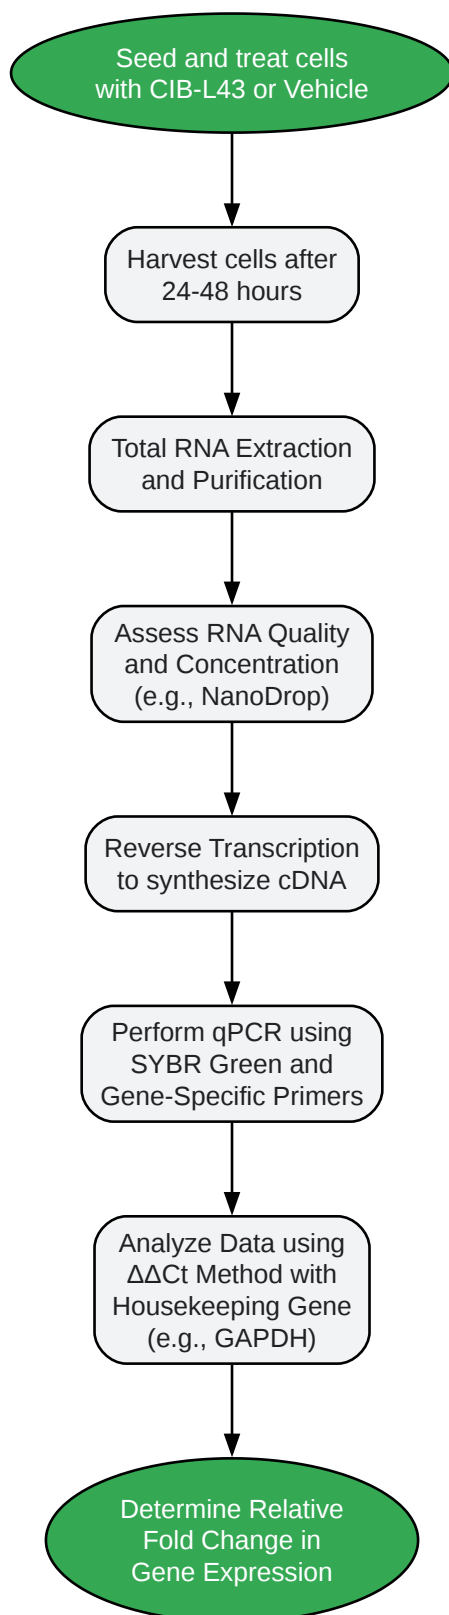 Seed and treat cells
with CIB-L43 or Vehicle
Harvest cells after
24-48 hours
Total RNA Extraction
and Purification
Assess RNA Quality
and Concentration
(e.g., NanoDrop)
Reverse Transcription
to synthesize cDNA
Perform qPCR using
SYBR Green and
Gene-Specific Primers
Analyze Data using
ΔΔCt Method with
Housekeeping Gene
(e.g., GAPDH)
Determine Relative
Fold Change in
Gene Expression